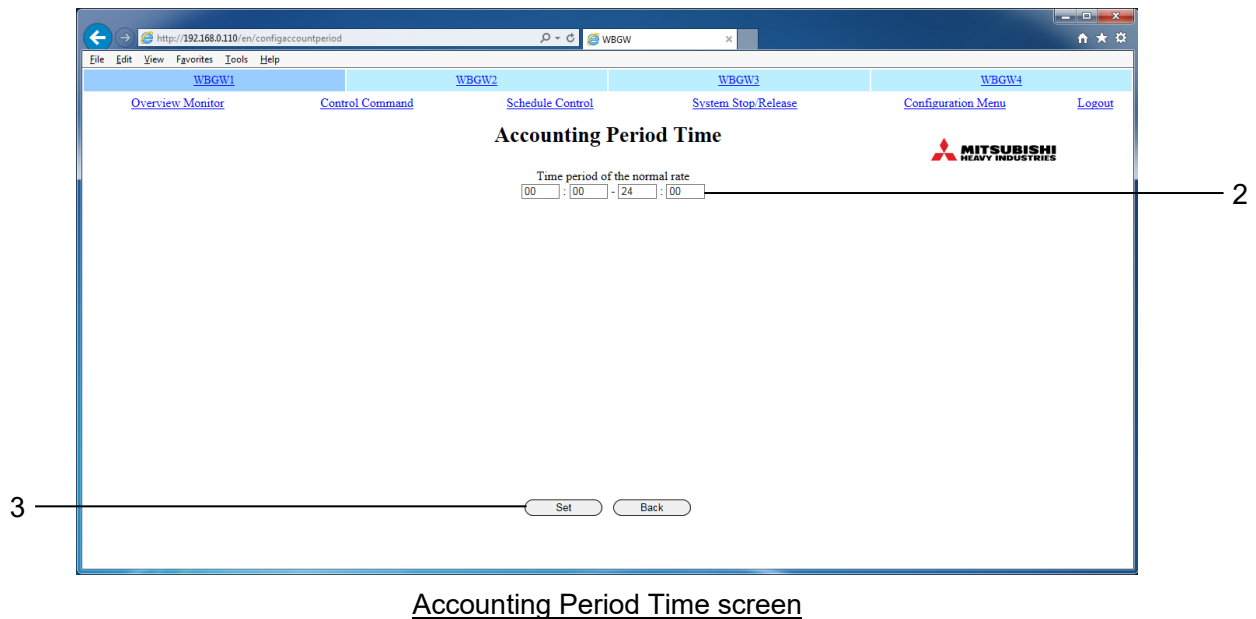 http://192.168.0.110/en/configaccountperiod WBGW
File Edit View Favorites Tools Help
WBGW1 WBGW2 WBGW3 WBGW4
Overview Monitor Control Command Schedule Control System Stop/Release Configuration Menu Logout
Accounting Period Time
MITSUBISHI
HEAVY INDUSTRIES
Time period of the normal rate
00 : 00 - 24 : 00
2
3
Set Back
Accounting Period Time screen